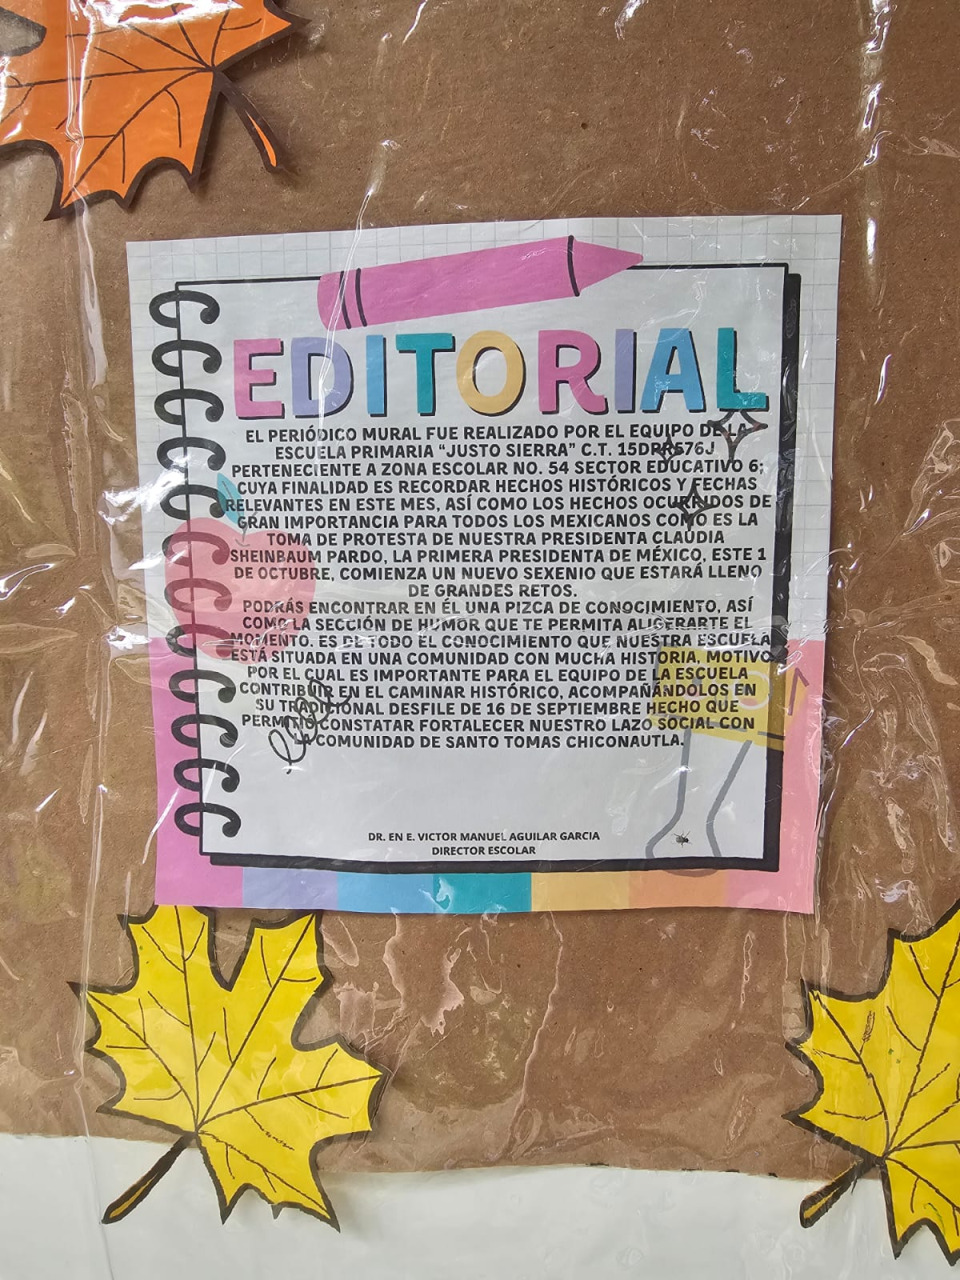 EDITORIAL
EL PERIÓDICO MURAL FUE REALIZADO POR EL EQUIPO DE LA
ESCUELA PRIMARIA “JUSTO SIERRA” C.T. 15DPR576J
PERTENECIENTE A ZONA ESCOLAR NO. 54 SECTOR EDUCATIVO 6;
CUYA FINALIDAD ES RECORDAR HECHOS HISTÓRICOS Y FECHAS
RELEVANTES EN ESTE MES, ASÍ COMO LOS HECHOS OCURRIDOS DE
GRAN IMPORTANCIA PARA TODOS LOS MEXICANOS COMO ES LA
TOMA DE PROTESTA DE NUESTRA PRESIDENTA CLAUDIA
SHEINBAUM PARDO, LA PRIMERA PRESIDENTA DE MÉXICO, ESTE 1
DE OCTUBRE, COMIENZA UN NUEVO SEXENIO QUE ESTARÁ LLENO
DE GRANDES RETOS.
PODRÁS ENCONTRAR EN ÉL UNA PIZCA DE CONOCIMIENTO, ASÍ
COMO LA SECCIÓN DE HUMOR QUE TE PERMITA ALIGERARTE EL
MOMENTO. ES DE TODO EL CONOCIMIENTO QUE NUESTRA ESCUELA
ESTÁ SITUADA EN UNA COMUNIDAD CON MUCHA HISTORIA, MOTIVO
POR EL CUAL ES IMPORTANTE PARA EL EQUIPO DE LA ESCUELA
CONTRIBUIR EN EL CAMINAR HISTÓRICO, ACOMPAÑÁNDOLOS EN
SU TRADICIONAL DESFILE DE 16 DE SEPTIEMBRE HECHO QUE
PERMITIÓ CONSTATAR FORTALECER NUESTRO LAZO SOCIAL CON
LA COMUNIDAD DE SANTO TOMAS CHICONAUTLA.
DR. EN E. VICTOR MANUEL AGUILAR GARCIA
DIRECTOR ESCOLAR